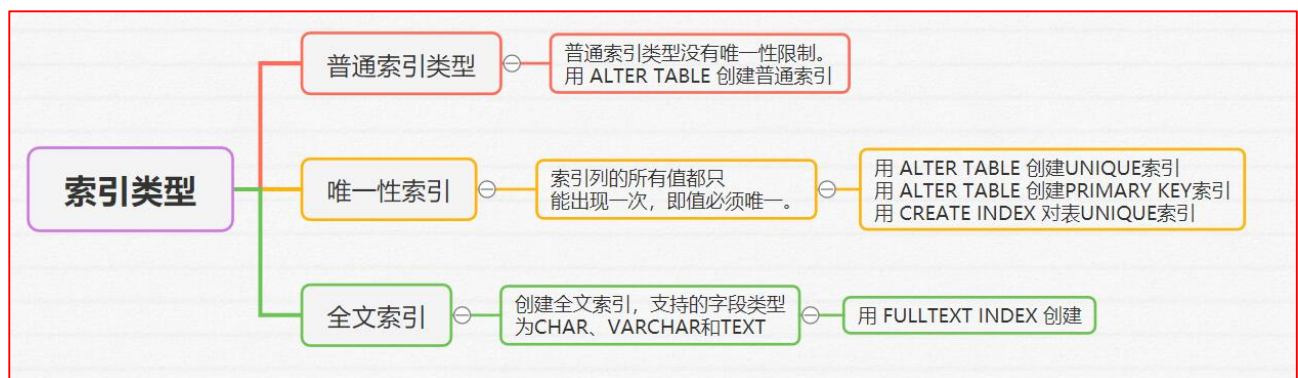 索引类型
普通索引类型
普通索引类型没有唯一性限制。
用 ALTER TABLE 创建普通索引
唯一性索引
索引列的所有值都只
能出现一次，即值必须唯一。
用 ALTER TABLE 创建UNIQUE索引
用 ALTER TABLE 创建PRIMARY KEY索引
用 CREATE INDEX 对表UNIQUE索引
全文索引
创建全文索引，支持的字段类型
为CHAR、VARCHAR和TEXT
用 FULLTEXT INDEX 创建